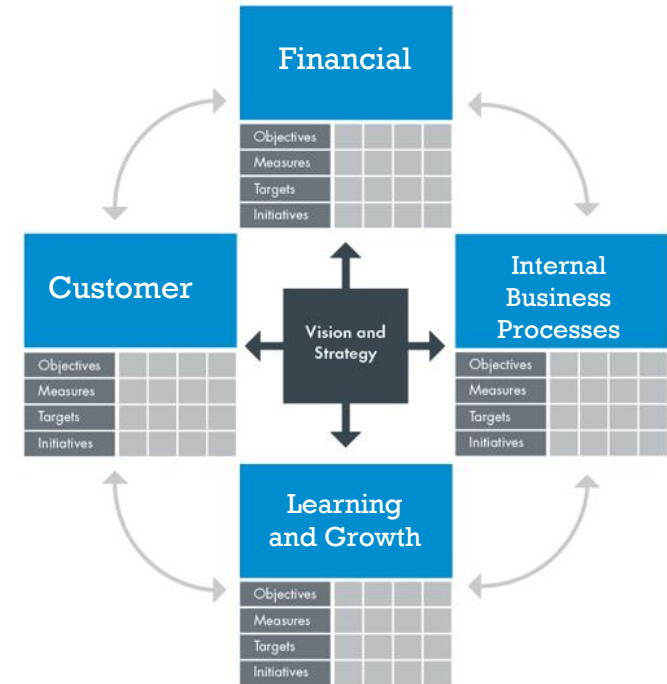 Financial
Objectives
Measures
Targets
Initiatives
Customer
Objectives
Measures
Targets
Initiatives
Vision and
Strategy
Internal
Business
Processes
Objectives
Measures
Targets
Initiatives
Learning
and Growth
Objectives
Measures
Targets
Initiatives